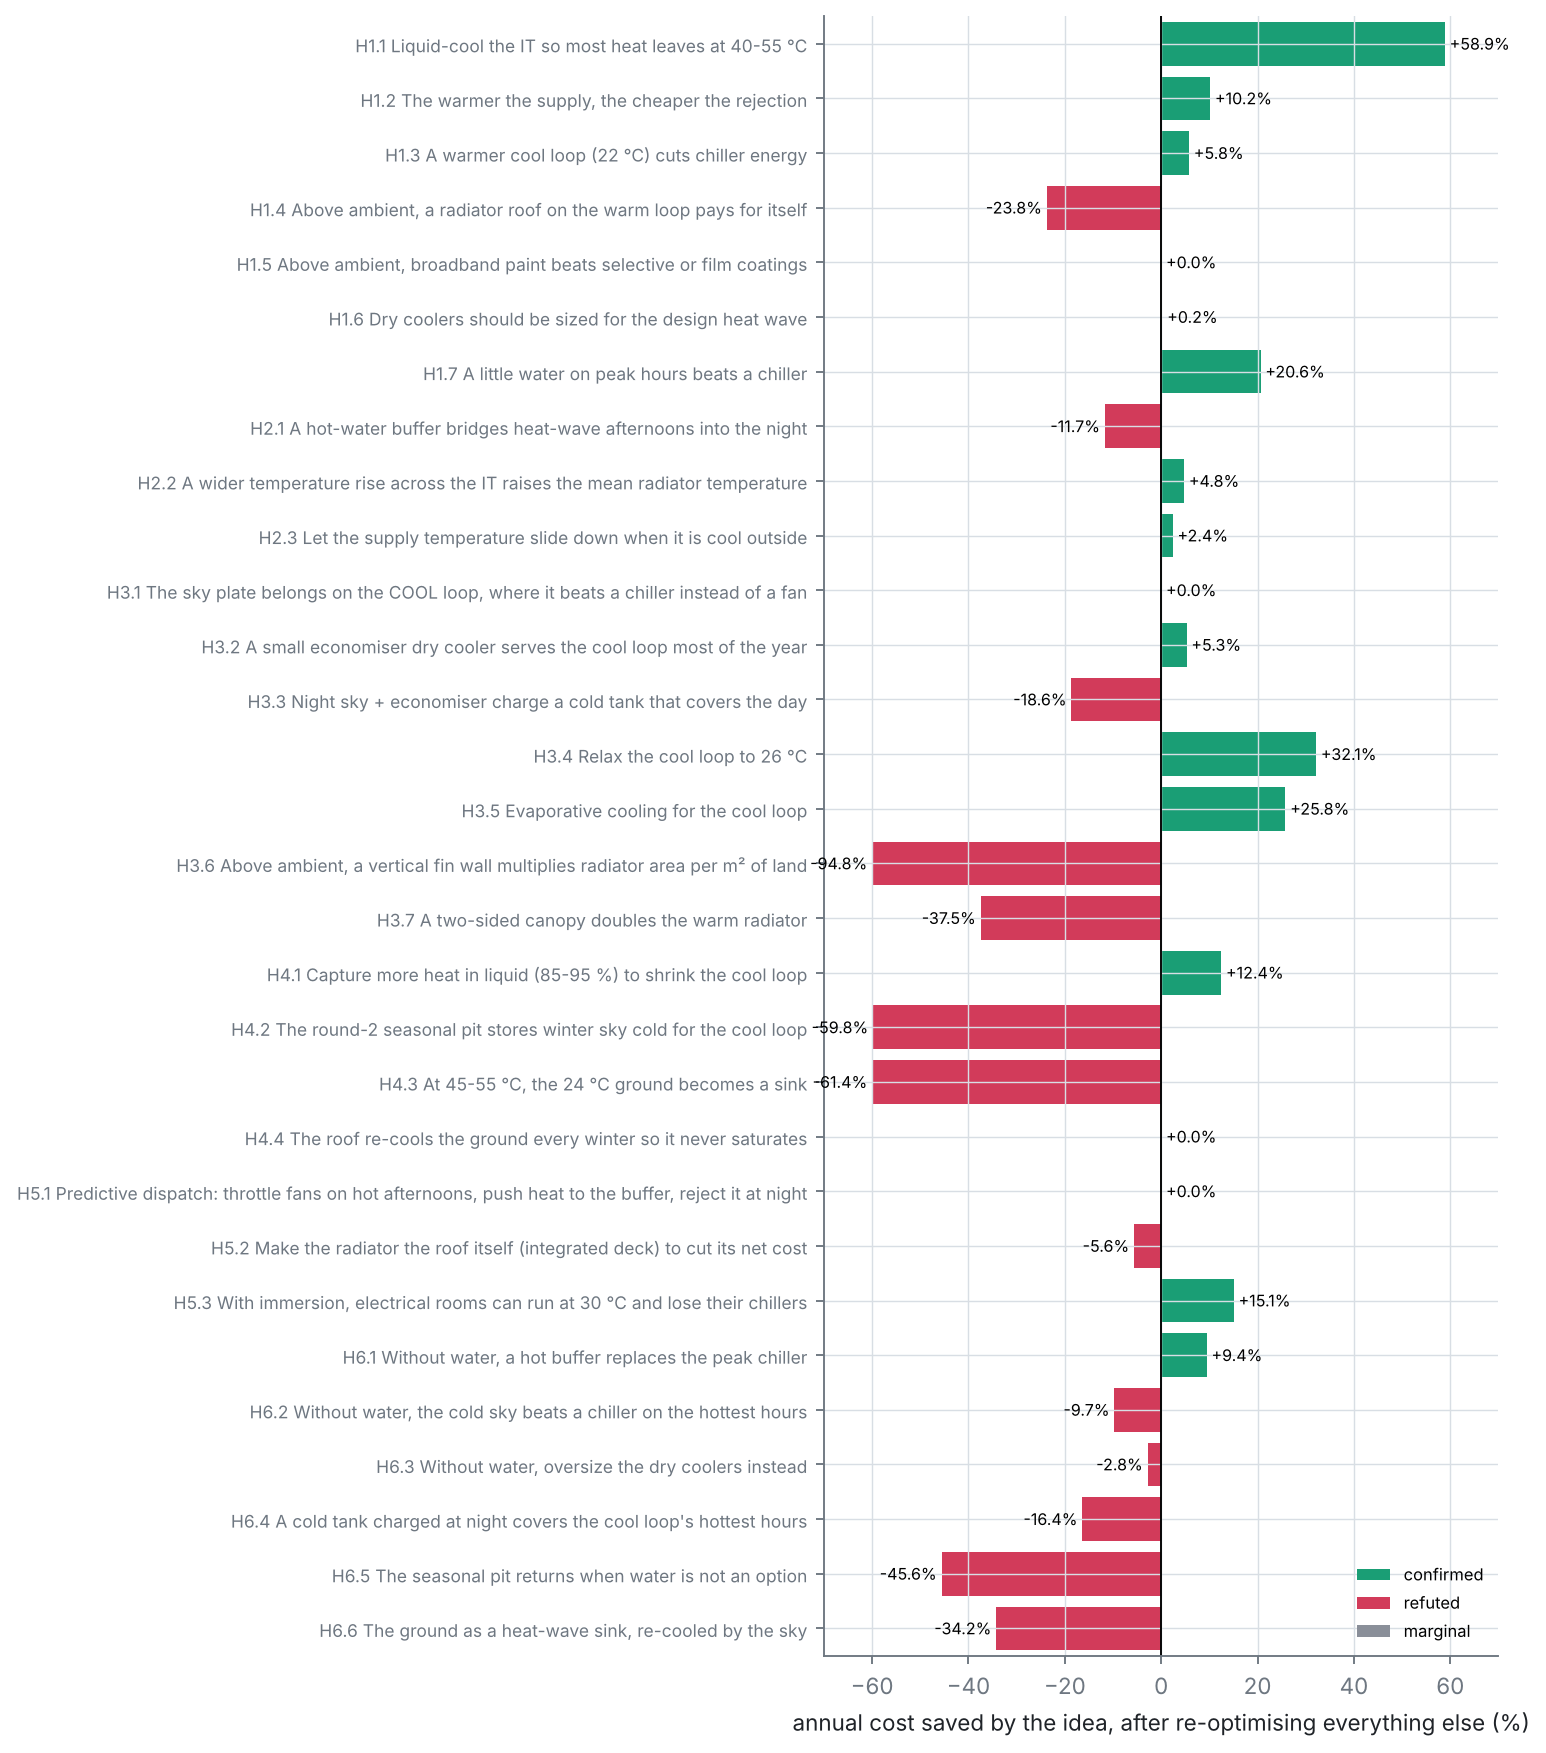 H1.1 Liquid-cool the IT so most heat leaves at 40-55 °C +58.9%
H1.2 The warmer the supply, the cheaper the rejection +10.2%
H1.3 A warmer cool loop (22 °C) cuts chiller energy +5.8%
H1.4 Above ambient, a radiator roof on the warm loop pays for itself -23.8%
H1.5 Above ambient, broadband paint beats selective or film coatings +0.0%
H1.6 Dry coolers should be sized for the design heat wave +0.2%
H1.7 A little water on peak hours beats a chiller +20.6%
H2.1 A hot-water buffer bridges heat-wave afternoons into the night -11.7%
H2.2 A wider temperature rise across the IT raises the mean radiator temperature +4.8%
H2.3 Let the supply temperature slide down when it is cool outside +2.4%
H3.1 The sky plate belongs on the COOL loop, where it beats a chiller instead of a fan +0.0%
H3.2 A small economiser dry cooler serves the cool loop most of the year +5.3%
H3.3 Night sky + economiser charge a cold tank that covers the day -18.6%
H3.4 Relax the cool loop to 26 °C +32.1%
H3.5 Evaporative cooling for the cool loop +25.8%
H3.6 Above ambient, a vertical fin wall multiplies radiator area per m² of land -94.8%
H3.7 A two-sided canopy doubles the warm radiator -37.5%
H4.1 Capture more heat in liquid (85-95 %) to shrink the cool loop +12.4%
H4.2 The round-2 seasonal pit stores winter sky cold for the cool loop -59.8%
H4.3 At 45-55 °C, the 24 °C ground becomes a sink -61.4%
H4.4 The roof re-cools the ground every winter so it never saturates +0.0%
H5.1 Predictive dispatch: throttle fans on hot afternoons, push heat to the buffer, reject it at night +0.0%
H5.2 Make the radiator the roof itself (integrated deck) to cut its net cost -5.6%
H5.3 With immersion, electrical rooms can run at 30 °C and lose their chillers +15.1%
H6.1 Without water, a hot buffer replaces the peak chiller +9.4%
H6.2 Without water, the cold sky beats a chiller on the hottest hours -9.7%
H6.3 Without water, oversize the dry coolers instead -2.8%
H6.4 A cold tank charged at night covers the cool loop's hottest hours -16.4%
H6.5 The seasonal pit returns when water is not an option -45.6%
H6.6 The ground as a heat-wave sink, re-cooled by the sky -34.2%
confirmed
refuted
marginal
−60 −40 −20 0 20 40 60
annual cost saved by the idea, after re-optimising everything else (%)